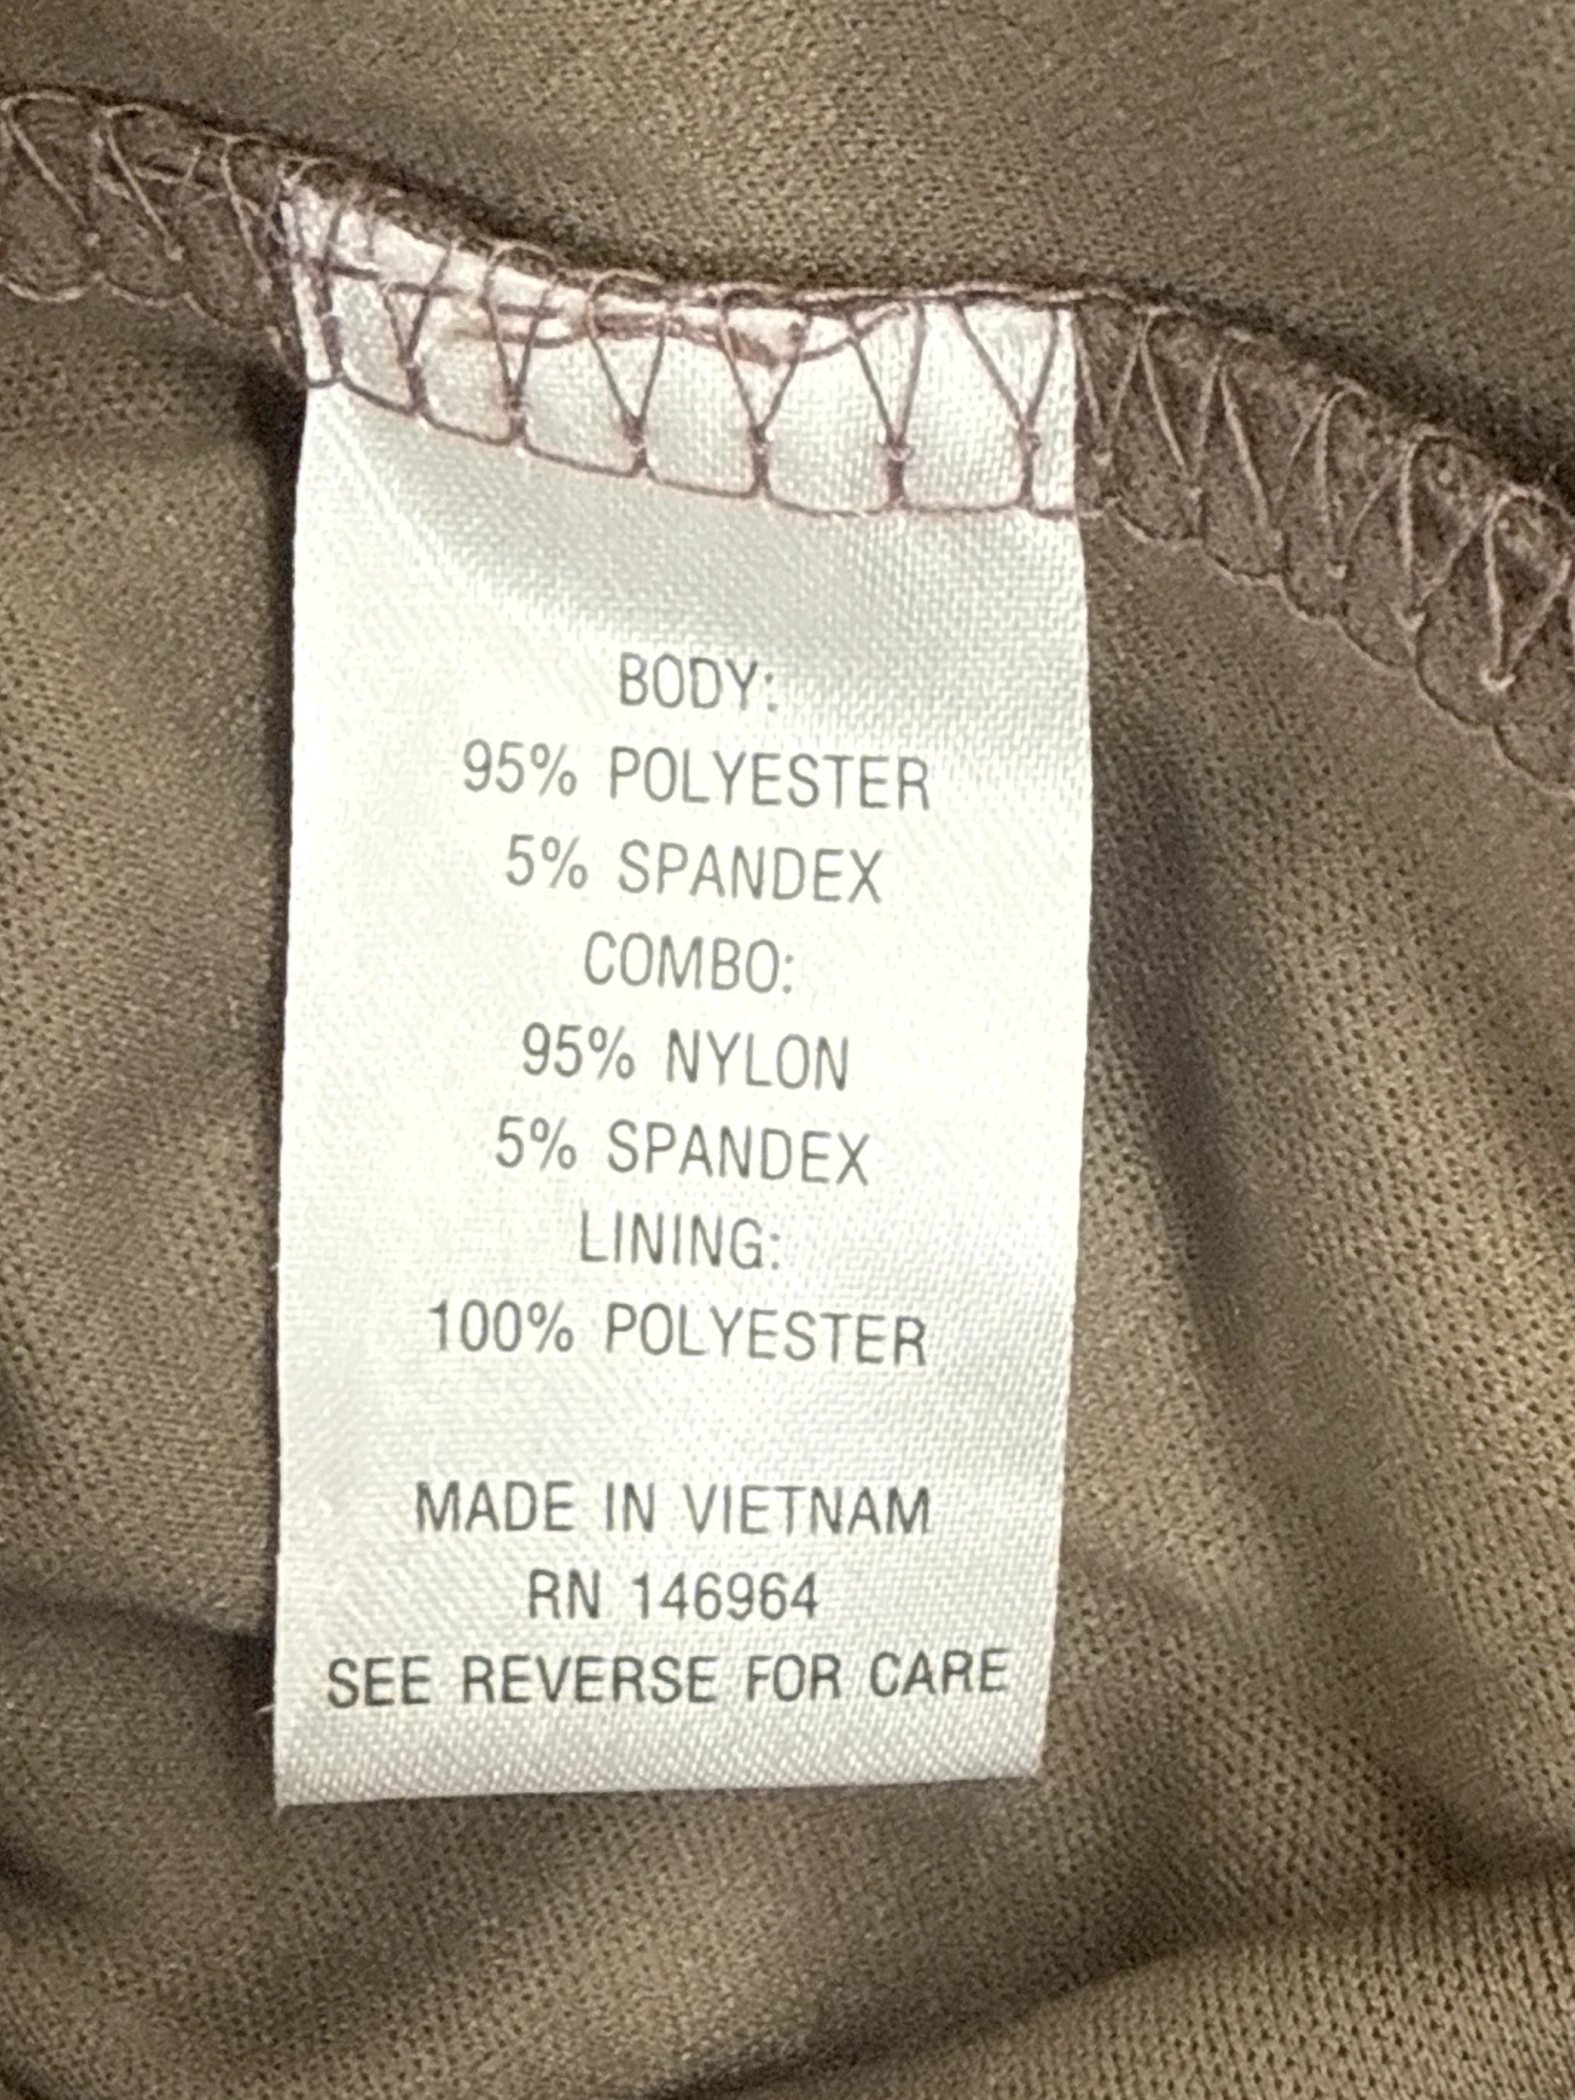 BODY:
95% POLYESTER
5% SPANDEX
COMBO:
95% NYLON
5% SPANDEX
LINING:
100% POLYESTER
MADE IN VIETNAM
RN 146964
SEE REVERSE FOR CARE